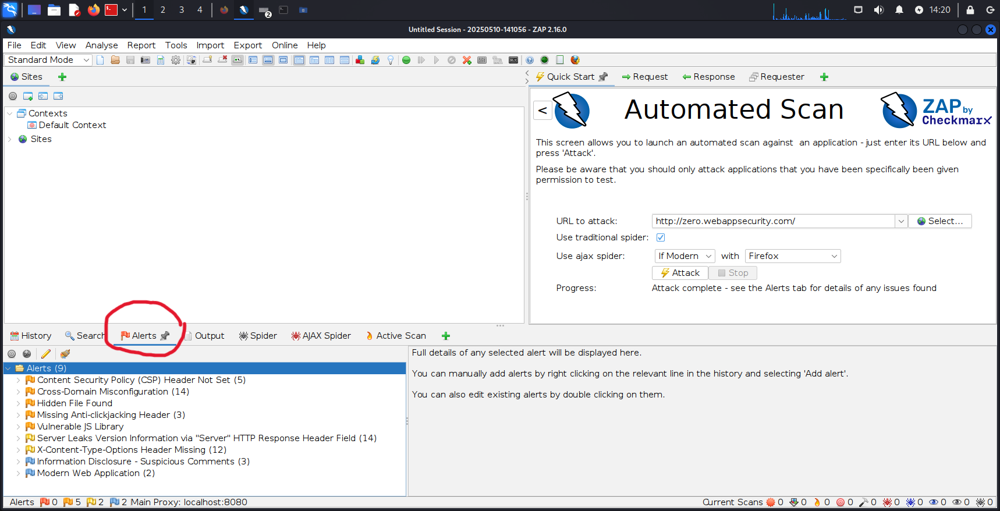 1 2 3 4 2 14:20
Untitled Session - 20250510-141056 - ZAP 2.16.0
File Edit View Analyse Report Tools Import Export Online Help
Standard Mode
Sites
Quick Start Request Response Requester
Contexts
Default Context
Sites
<
Automated Scan
ZAP by
Checkmarx
This screen allows you to launch an automated scan against an application - just enter its URL below and
press 'Attack'.
Please be aware that you should only attack applications that you have been specifically been given
permission to test.
URL to attack: http://zero.webappsecurity.com/ Select...
Use traditional spider:
Use ajax spider: If Modern with Firefox
Attack Stop
Progress: Attack complete - see the Alerts tab for details of any issues found
History Search Alerts Output Spider AJAX Spider Active Scan
Alerts (9)
Content Security Policy (CSP) Header Not Set (5)
Cross-Domain Misconfiguration (14)
Hidden File Found
Missing Anti-clickjacking Header (3)
Vulnerable JS Library
Server Leaks Version Information via "Server" HTTP Response Header Field (14)
X-Content-Type-Options Header Missing (12)
Information Disclosure - Suspicious Comments (3)
Modern Web Application (2)
Full details of any selected alert will be displayed here.
You can manually add alerts by right clicking on the relevant line in the history and selecting 'Add alert'.
You can also edit existing alerts by double clicking on them.
Alerts 0 5 2 2 Main Proxy: localhost:8080
Current Scans 0 0 0 0 0 0 0 0 0 0